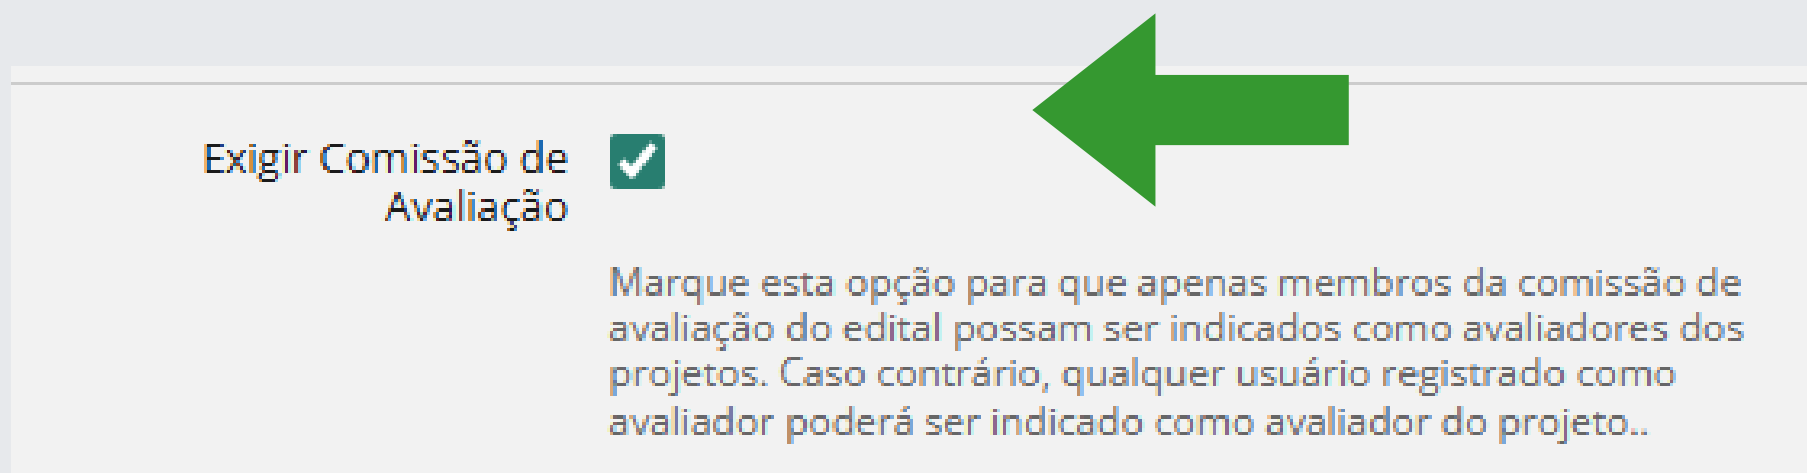 Exigir Comissão de
Avaliação
Marque esta opção para que apenas membros da comissão de
avaliação do edital possam ser indicados como avaliadores dos
projetos. Caso contrário, qualquer usuário registrado como
avaliador poderá ser indicado como avaliador do projeto..